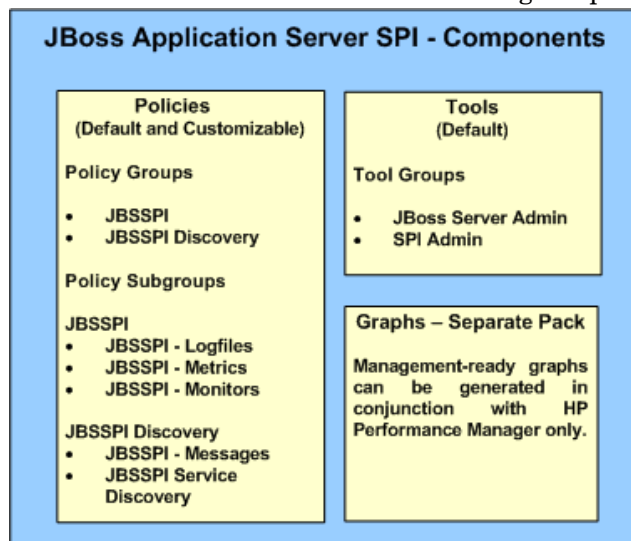 JBoss Application Server SPI - Components
Policies
(Default and Customizable)
Policy Groups
• JBSSPI
• JBSSPI Discovery
Policy Subgroups
JBSSPI
• JBSSPI - Logfiles
• JBSSPI - Metrics
• JBSSPI - Monitors
JBSSPI Discovery
• JBSSPI - Messages
• JBSSPI Service
Discovery
Tools
(Default)
Tool Groups
• JBoss Server Admin
• SPI Admin
Graphs – Separate Pack
Management-ready graphs
can be generated in
conjunction with HP
Performance Manager only.